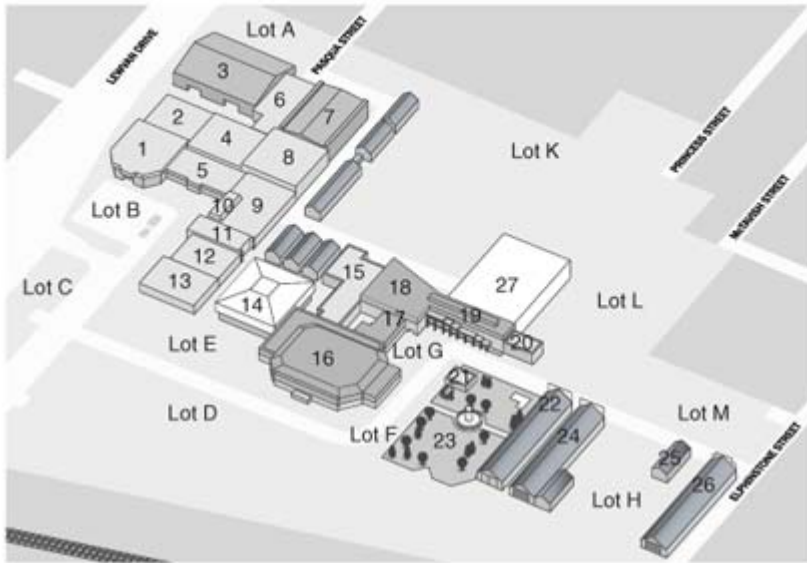 Lot A
LEWVAN DRIVE
PASQUA STREET
3
6
7
2
4
1
8
5
Lot K
PRINCESS STREET
McTAVISH STREET
Lot B
10
9
11
12
13
Lot C
15
14
18
27
Lot L
19
17
20
Lot E
16
Lot G
21
22
Lot D
Lot F
23
24
Lot M
25
26
Lot H
ELPHINSTONE STREET